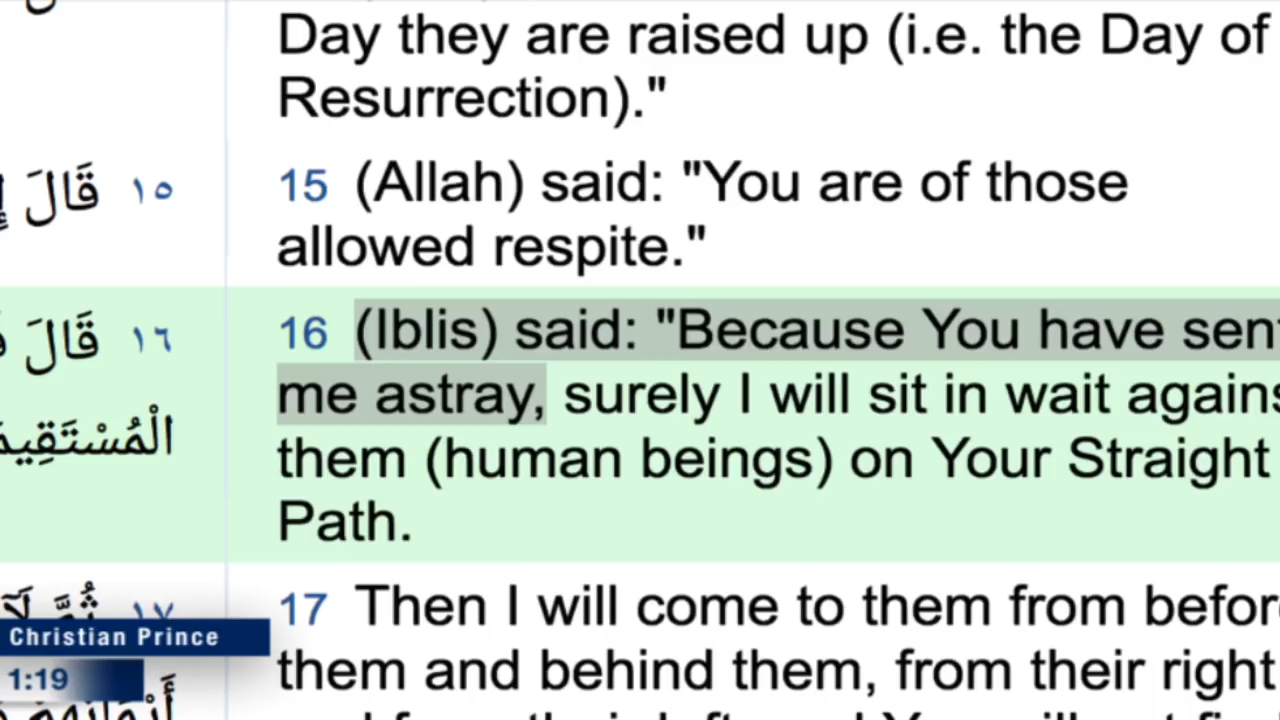 Day they are raised up (i.e. the Day of
Resurrection)."
قَالَ ١٥
15 (Allah) said: "You are of those
allowed respite."
قَالَ ١٦
16 (Iblis) said: "Because You have sen
me astray, surely I will sit in wait agains
الْمُسْتَقِيمَ
them (human beings) on Your Straight
Path.
١٧
17 Then I will come to them from befor
Christian Prince
them and behind them, from their right
1:19